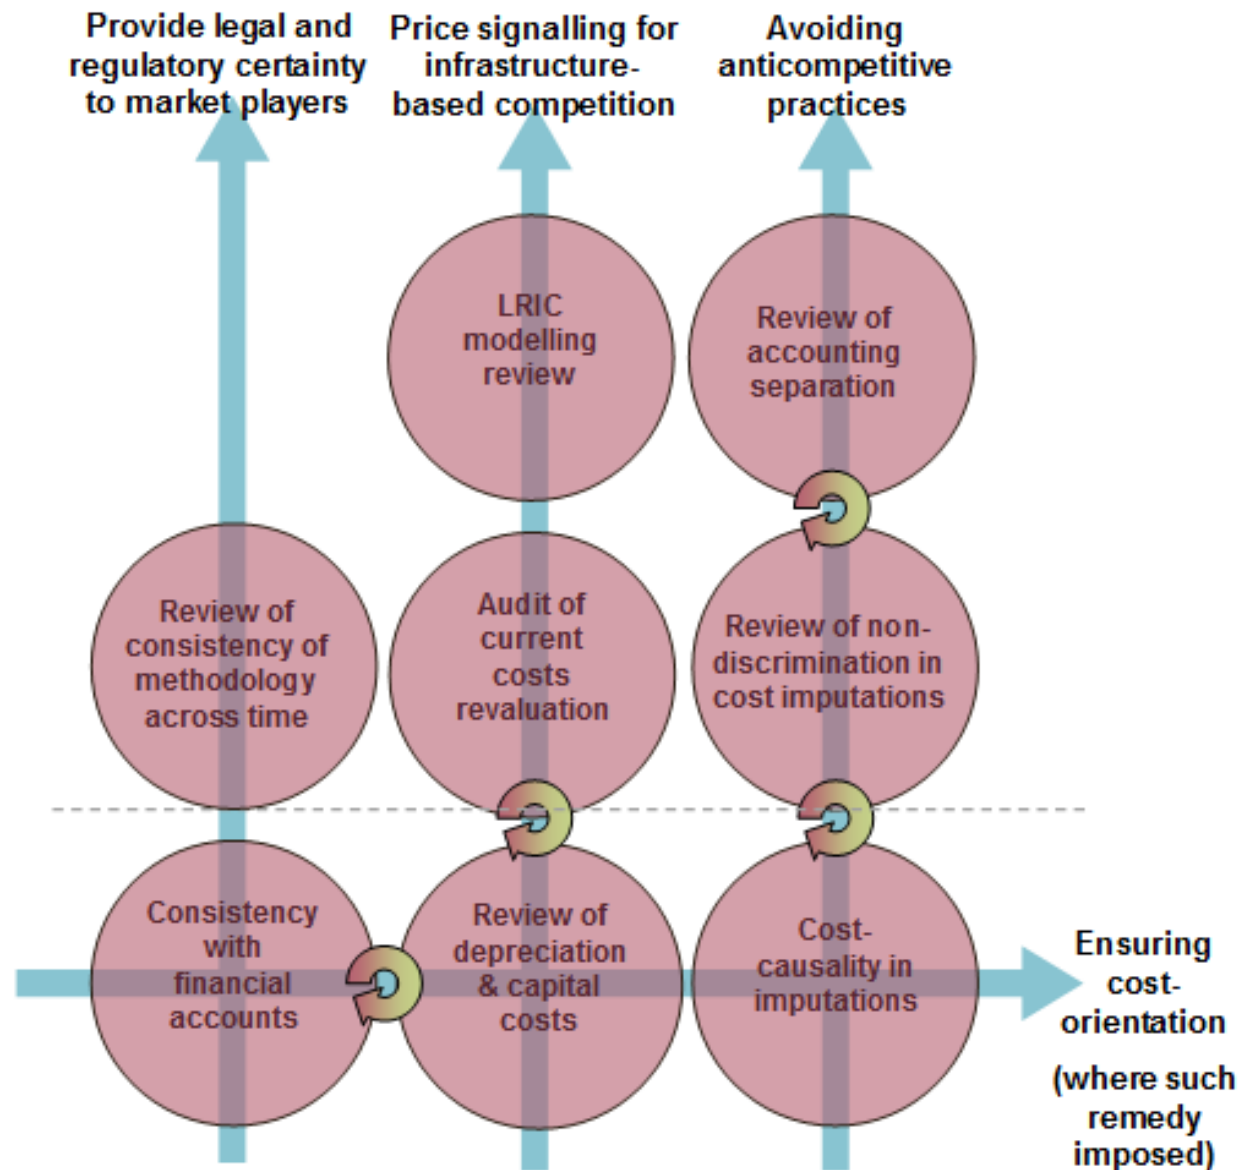 Provide legal and
regulatory certainty
to market players
Price signalling for
infrastructure-
based competition
Avoiding
anticompetitive
practices
LRIC
modelling
review
Review of
accounting
separation
Review of
consistency of
methodology
across time
Audit of
current
costs
revaluation
Review of non-
discrimination in
cost imputations
Consistency
with
financial
accounts
Review of
depreciation
& capital
costs
Cost-
causality in
imputations
Ensuring
cost-
orientation
(where such
remedy
imposed)